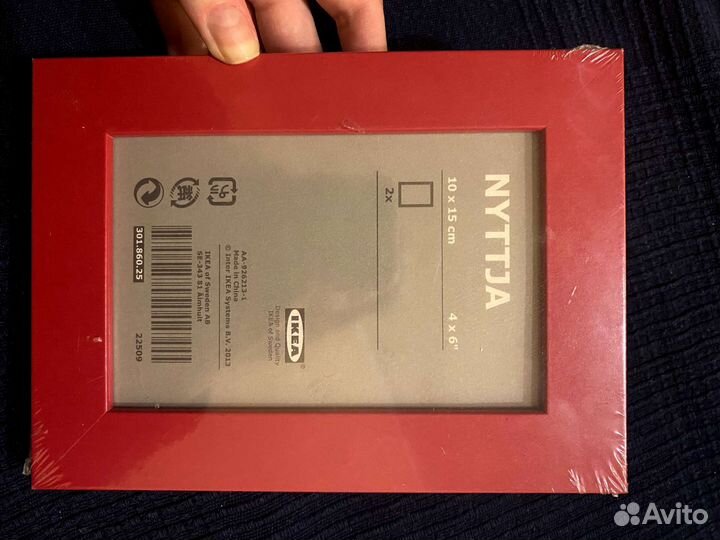 NYTTJA
10 x 15 cm
4 x 6"
2x
IKEA
®
Design and Quality
IKEA of Sweden
AA-926213-1
Made in China
© Inter IKEA Systems B.V. 2013
IKEA of Sweden AB
SE-343 81 Älmhult
301.860.25
22509
Avito